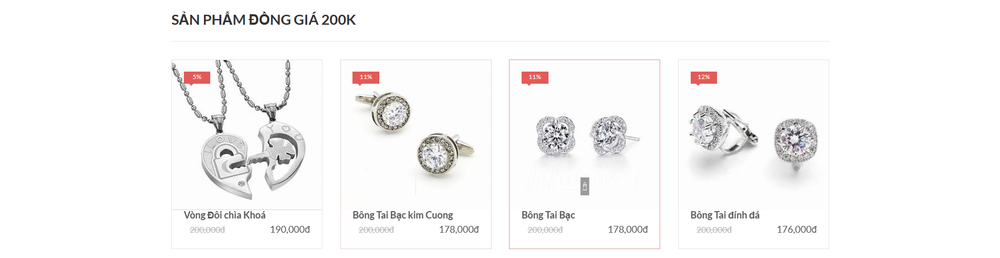 SẢN PHẨM ĐỒNG GIÁ 200K
5%
11%
11%
12%
I LOVE
YOU
Vòng Đôi chìa Khoá
Bông Tai Bạc kim Cuong
Bông Tai Bạc
Bông Tai đính đá
200,000đ 190,000đ
200,000đ 178,000đ
200,000đ 178,000đ
200,000đ 176,000đ